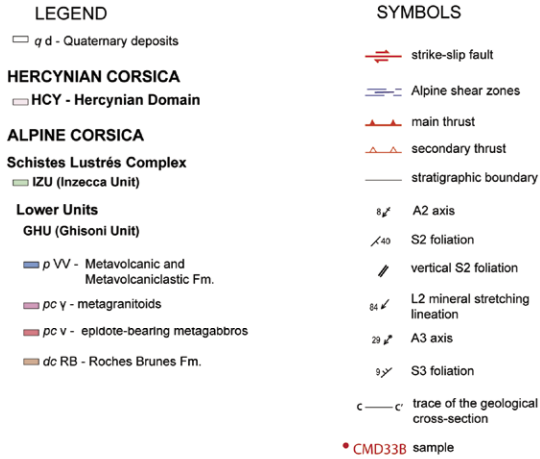 LEGEND
q d - Quaternary deposits
HERCYNIAN CORSICA
HCY - Hercynian Domain
ALPINE CORSICA
Schistes Lustrés Complex
IZU (Inzecca Unit)
Lower Units
GHU (Ghisoni Unit)
p VV - Metavolcanic and
Metavolcaniclastic Fm.
pc γ - metagranitoids
pc v - epidote-bearing metagabbros
dc RB - Roches Brunes Fm.
SYMBOLS
strike-slip fault
Alpine shear zones
main thrust
secondary thrust
stratigraphic boundary
8 A2 axis
40 S2 foliation
vertical S2 foliation
84 L2 mineral stretching
lineation
29 A3 axis
9 S3 foliation
C C' trace of the geological
cross-section
CMD33B sample